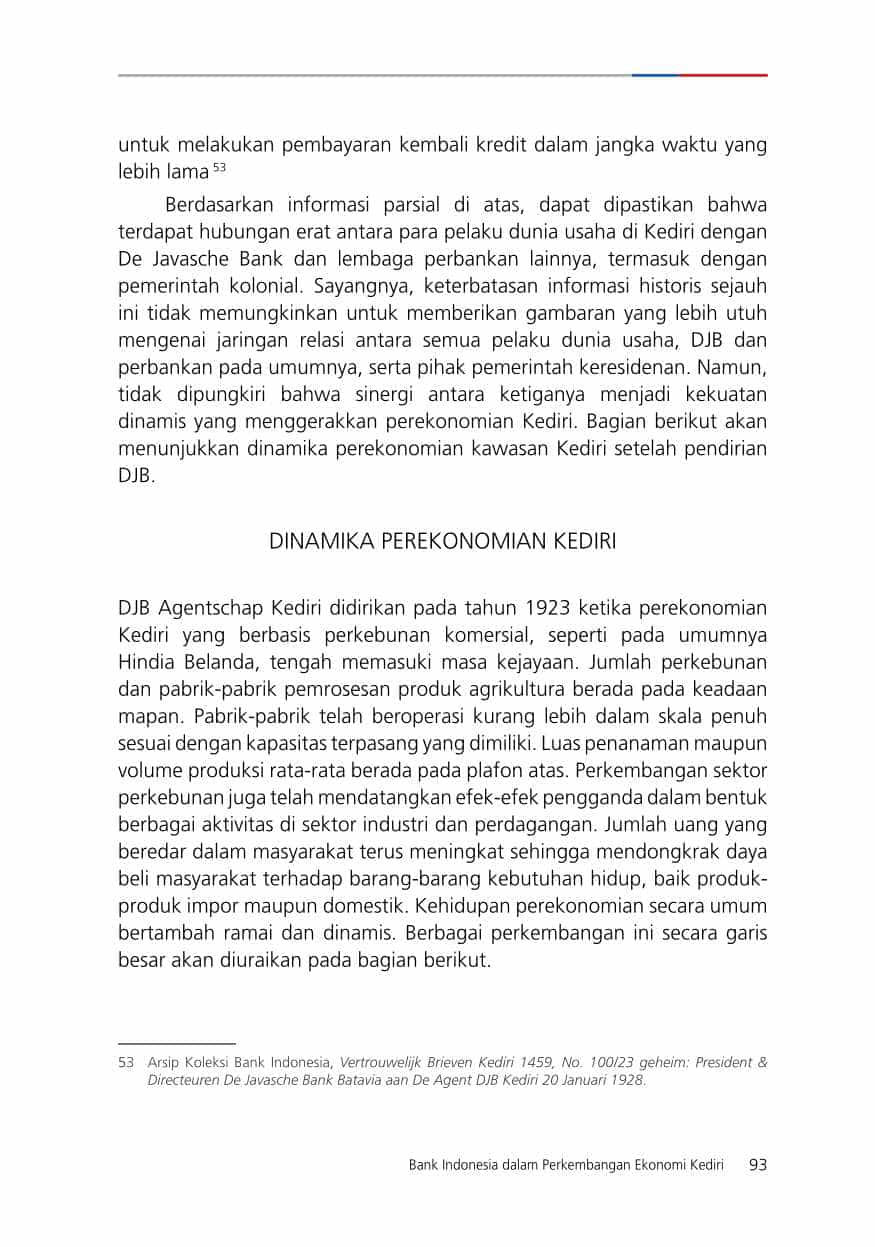 untuk melakukan pembayaran kembali kredit dalam jangka waktu yang
lebih lama 53
Berdasarkan informasi parsial di atas, dapat dipastikan bahwa
terdapat hubungan erat antara para pelaku dunia usaha di Kediri dengan
De Javasche Bank dan lembaga perbankan lainnya, termasuk dengan
pemerintah kolonial. Sayangnya, keterbatasan informasi historis sejauh
ini tidak memungkinkan untuk memberikan gambaran yang lebih utuh
mengenai jaringan relasi antara semua pelaku dunia usaha, DJB dan
perbankan pada umumnya, serta pihak pemerintah keresidenan. Namun,
tidak dipungkiri bahwa sinergi antara ketiganya menjadi kekuatan
dinamis yang menggerakkan perekonomian Kediri. Bagian berikut akan
menunjukkan dinamika perekonomian kawasan Kediri setelah pendirian
DJB.
DINAMIKA PEREKONOMIAN KEDIRI
DJB Agentschap Kediri didirikan pada tahun 1923 ketika perekonomian
Kediri yang berbasis perkebunan komersial, seperti pada umumnya
Hindia Belanda, tengah memasuki masa kejayaan. Jumlah perkebunan
dan pabrik-pabrik pemrosesan produk agrikultura berada pada keadaan
mapan. Pabrik-pabrik telah beroperasi kurang lebih dalam skala penuh
sesuai dengan kapasitas terpasang yang dimiliki. Luas penanaman maupun
volume produksi rata-rata berada pada plafon atas. Perkembangan sektor
perkebunan juga telah mendatangkan efek-efek pengganda dalam bentuk
berbagai aktivitas di sektor industri dan perdagangan. Jumlah uang yang
beredar dalam masyarakat terus meningkat sehingga mendongkrak daya
beli masyarakat terhadap barang-barang kebutuhan hidup, baik produk-
produk impor maupun domestik. Kehidupan perekonomian secara umum
bertambah ramai dan dinamis. Berbagai perkembangan ini secara garis
besar akan diuraikan pada bagian berikut.
53 Arsip Koleksi Bank Indonesia, Vertrouwelijk Brieven Kediri 1459, No. 100/23 geheim: President &
Directeuren De Javasche Bank Batavia aan De Agent DJB Kediri 20 Januari 1928.
Bank Indonesia dalam Perkembangan Ekonomi Kediri 93